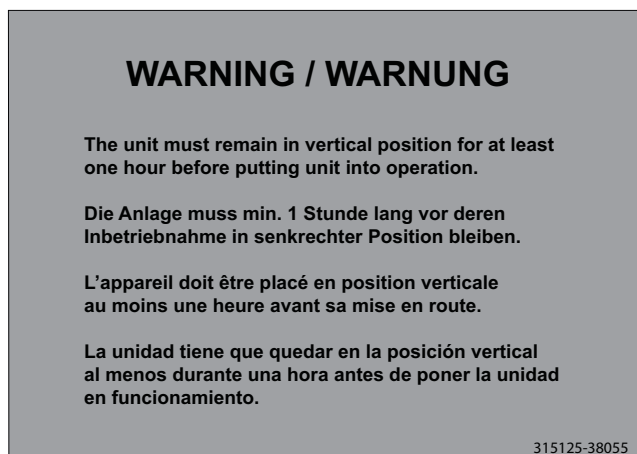 WARNING / WARNUNG
The unit must remain in vertical position for at least
one hour before putting unit into operation.
Die Anlage muss min. 1 Stunde lang vor deren
Inbetriebnahme in senkrechter Position bleiben.
L’appareil doit être placé en position verticale
au moins une heure avant sa mise en route.
La unidad tiene que quedar en la posición vertical
al menos durante una hora antes de poner la unidad
en funcionamiento.
315125-38055